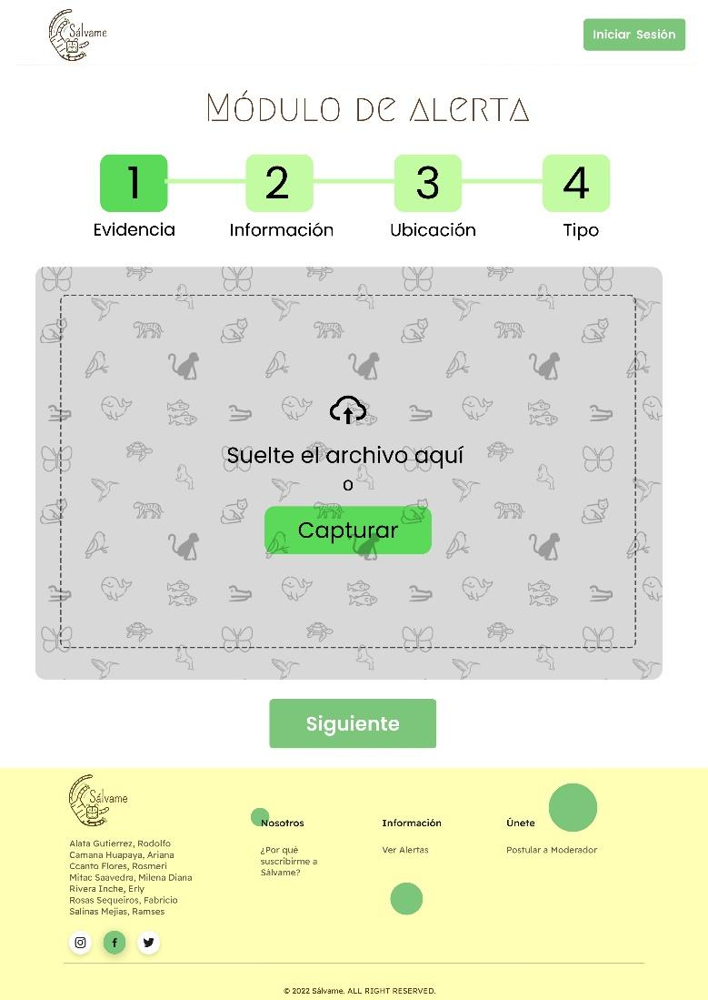 Sálvame
Iniciar Sesión
MÓDULO DE ALERTA
1
2
3
4
Evidencia
Información
Ubicación
Tipo
Suelte el archivo aquí
o
Capturar
Siguiente
Sálvame
Alata Gutierrez, Rodolfo
Camana Huapaya, Ariana
Ccanto Flores, Rosmeri
Mitac Saavedra, Milena Diana
Rivera Inche, Erly
Rosas Sequeiros, Fabricio
Salinas Mejias, Ramses
Nosotros
¿Por qué
suscribirme a
Sálvame?
Información
Ver Alertas
Únete
Postular a Moderador
© 2022 Sálvame. ALL RIGHT RESERVED.